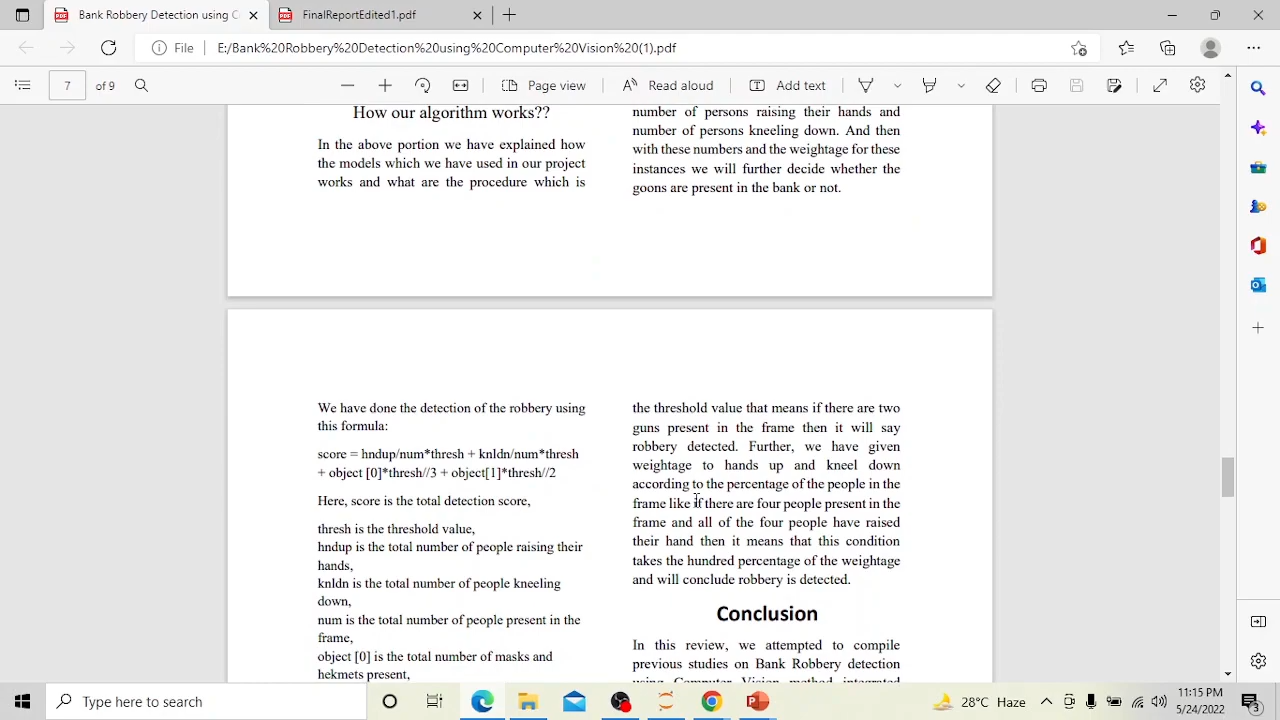 Bank Robbery Detection using C
FinalReportEdited1.pdf
File
E:/Bank%20Robbery%20Detection%20using%20Computer%20Vision%20(1).pdf
7
of 9
Page view
Read aloud
Add text
How our algorithm works??
In the above portion we have explained how
the models which we have used in our project
works and what are the procedure which is
number of persons raising their hands and
number of persons kneeling down. And then
with these numbers and the weightage for these
instances we will further decide whether the
goons are present in the bank or not.
We have done the detection of the robbery using
this formula:
score = hndup/num*thresh + knldn/num*thresh
+ object [0]*thresh//3 + object[1]*thresh//2
Here, score is the total detection score,
thresh is the threshold value,
hndup is the total number of people raising their
hands,
knldn is the total number of people kneeling
down,
num is the total number of people present in the
frame,
object [0] is the total number of masks and
hekmets present,
the threshold value that means if there are two
guns present in the frame then it will say
robbery detected. Further, we have given
weightage to hands up and kneel down
according to the percentage of the people in the
frame like if there are four people present in the
frame and all of the four people have raised
their hand then it means that this condition
takes the hundred percentage of the weightage
and will conclude robbery is detected.
Conclusion
In this review, we attempted to compile
previous studies on Bank Robbery detection
using Computer Vision method integrated
Type here to search
28°C Haze
11:15 PM
5/24/2022
3